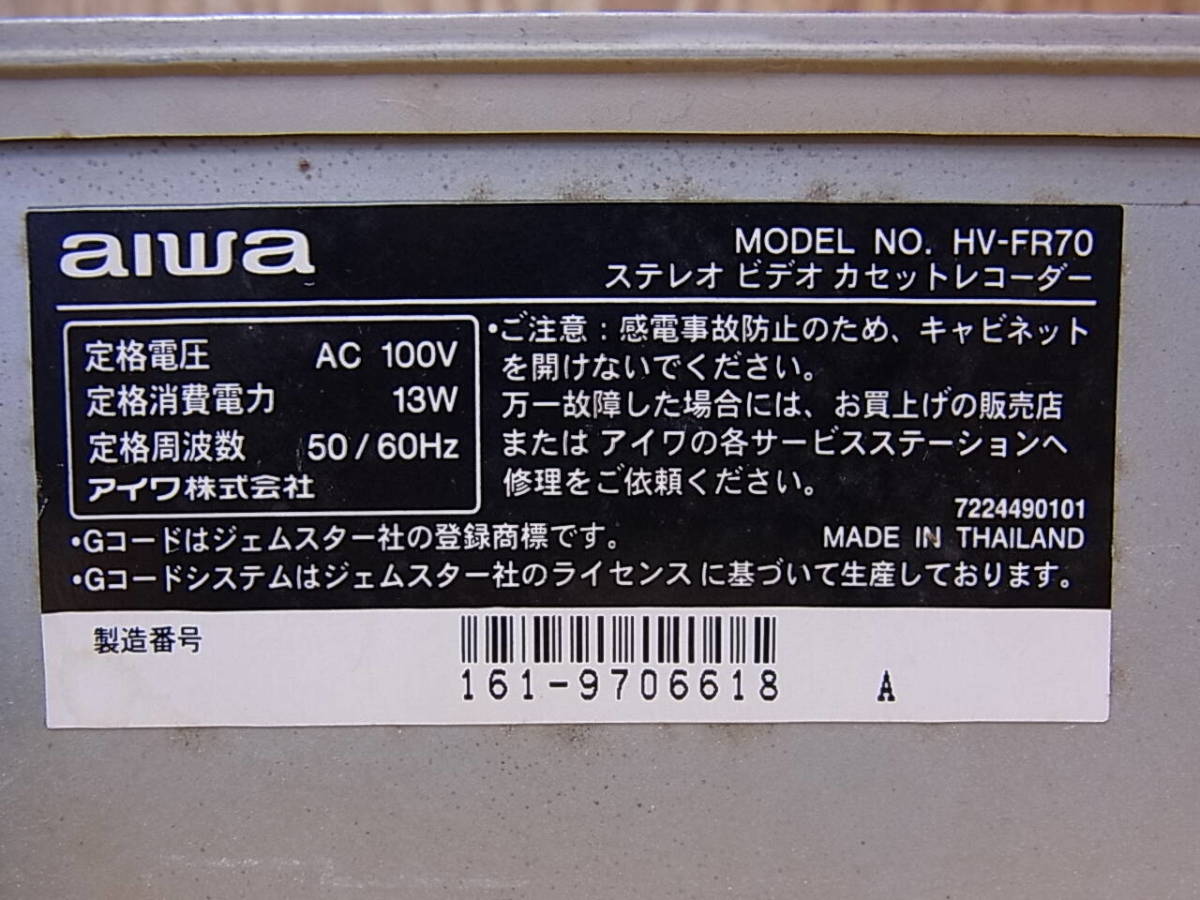 aiwa
MODEL NO. HV-FR70
ステレオ ビデオ カセットレコーダー
定格電圧 AC 100V
定格消費電力 13W
定格周波数 50/60Hz
アイワ株式会社
•ご注意：感電事故防止のため、キャビネット
を開けないでください。
万一故障した場合には、お買上げの販売店
または アイワの各サービスステーションへ
修理をご依頼ください。
7224490101
•Gコードはジェムスター社の登録商標です。
MADE IN THAILAND
•Gコードシステムはジェムスター社のライセンスに基づいて生産しております。
製造番号
161-9706618 A